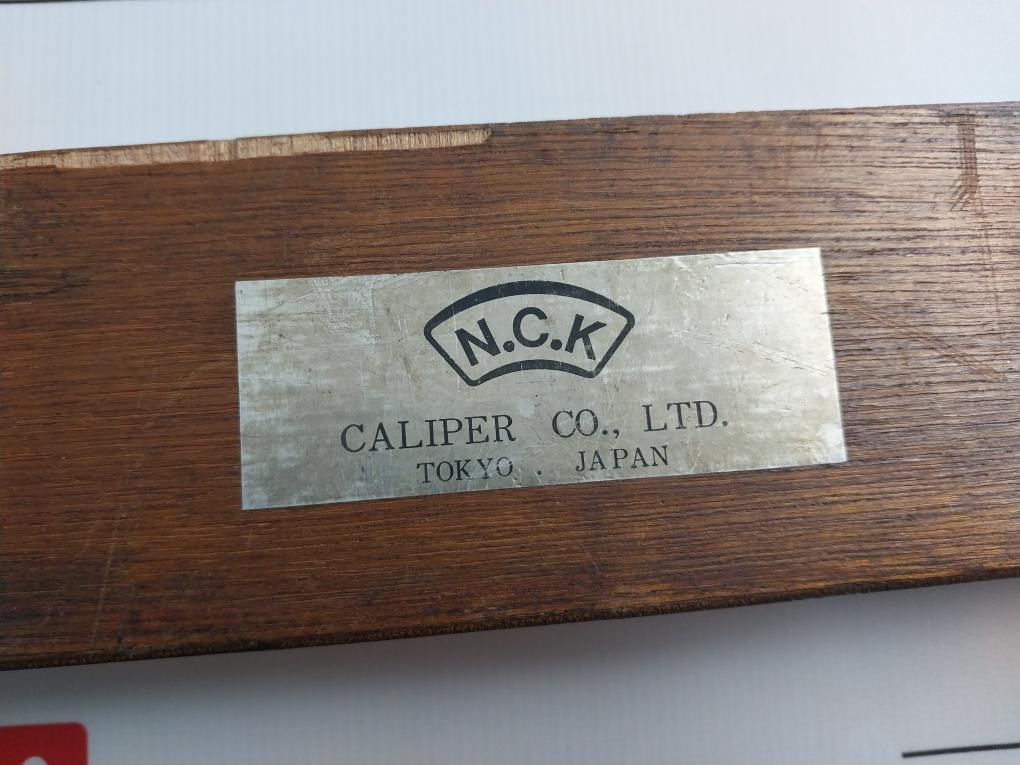 N.C.K
CALIPER CO., LTD.
TOKYO . JAPAN